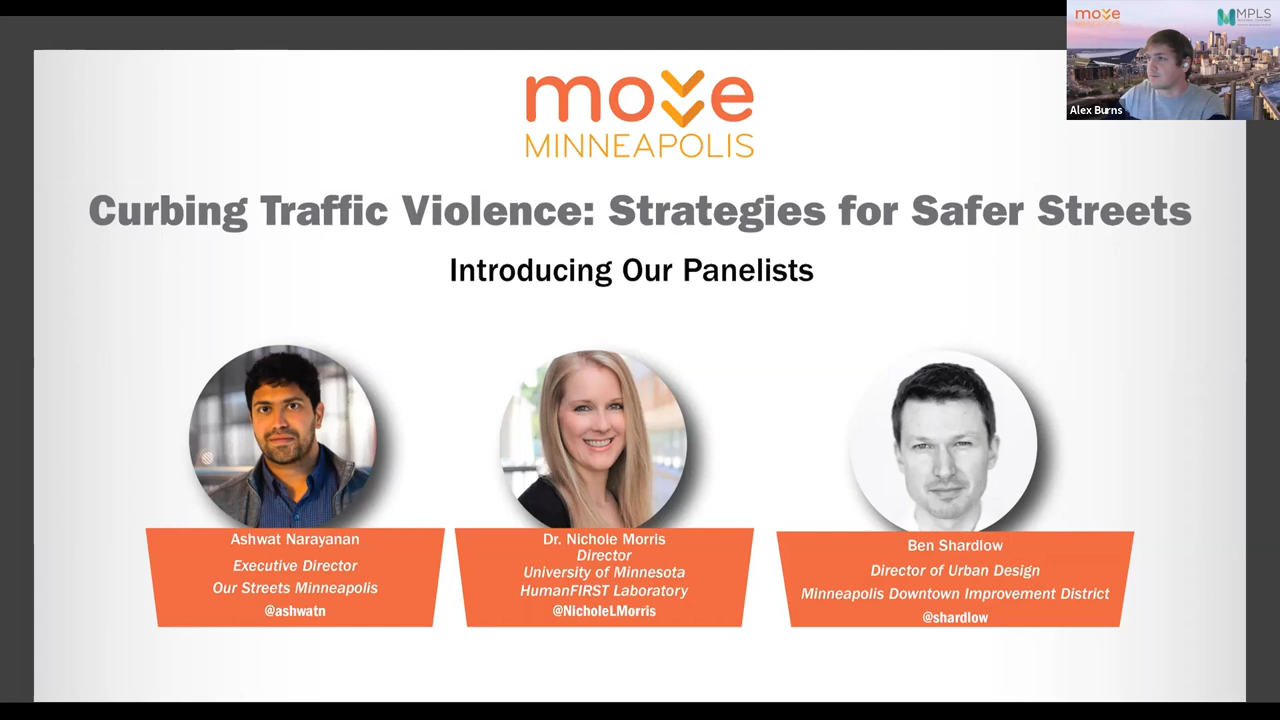 move
MINNEAPOLIS
Curbing Traffic Violence: Strategies for Safer Streets
Introducing Our Panelists
Ashwat Narayanan
Executive Director
Our Streets Minneapolis
@ashwatn
Dr. Nichole Morris
Director
University of Minnesota
HumanFIRST Laboratory
@NicholeLMorris
Ben Shardlow
Director of Urban Design
Minneapolis Downtown Improvement District
@shardlow
move
MPLS
Alex Burns